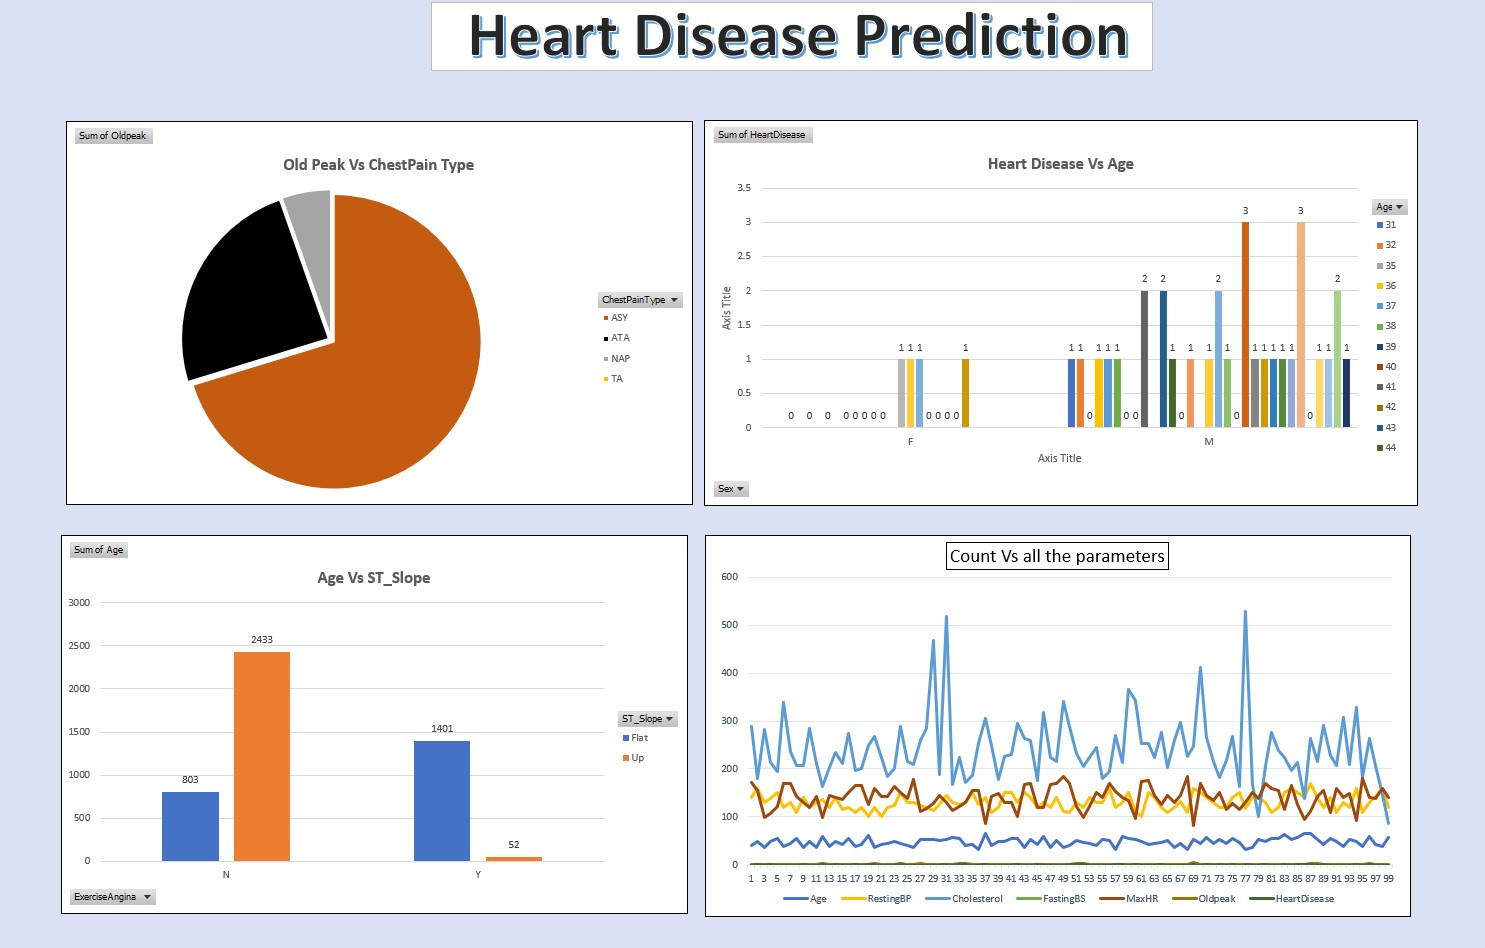 Heart Disease Prediction
Sum of Oldpeak
Old Peak Vs ChestPain Type
ChestPainType
ASY
ATA
NAP
TA
Sum of HeartDisease
Heart Disease Vs Age
3.5
3
2.5
2
1.5
1
0.5
0
Axis Title
3 3
2 2 2 2
1 1 1 1 1 1 1 1 1 1 1 1 1 1 1 1 1 1 1 1 1 1
0 0 0 0 0 0 0 0 0 0 0 0 0 0 0 0 0 0
F M
Axis Title
Age
31
32
35
36
37
38
39
40
41
42
43
44
Sex
Sum of Age
Age Vs ST_Slope
3000
2500
2000
1500
1000
500
0
803
2433
1401
52
N Y
ST_Slope
Flat
Up
ExerciseAngina
Count Vs all the parameters
600
500
400
300
200
100
0
1 3 5 7 9 11 13 15 17 19 21 23 25 27 29 31 33 35 37 39 41 43 45 47 49 51 53 55 57 59 61 63 65 67 69 71 73 75 77 79 81 83 85 87 89 91 93 95 97 99
Age RestingBP Cholesterol FastingBS MaxHR Oldpeak HeartDisease